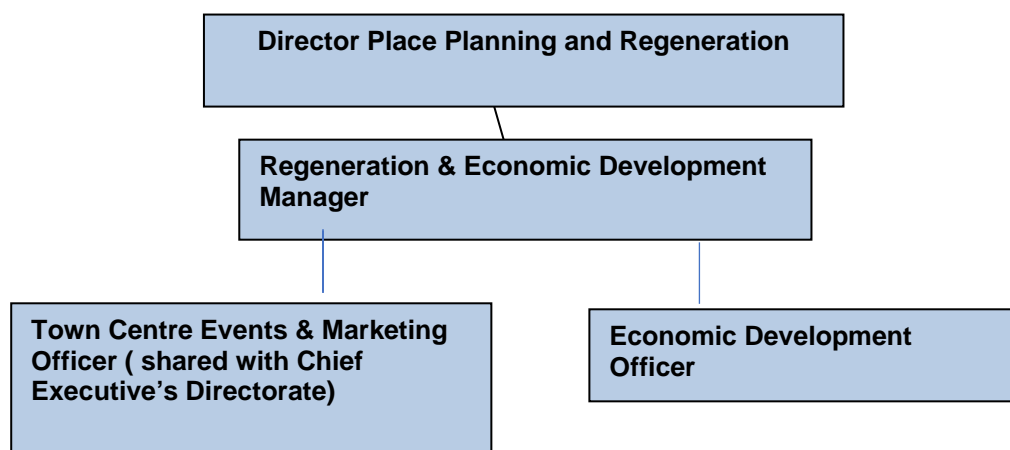 Director Place Planning and Regeneration
Regeneration & Economic Development
Manager
Town Centre Events & Marketing
Officer ( shared with Chief
Executive’s Directorate)
Economic Development
Officer